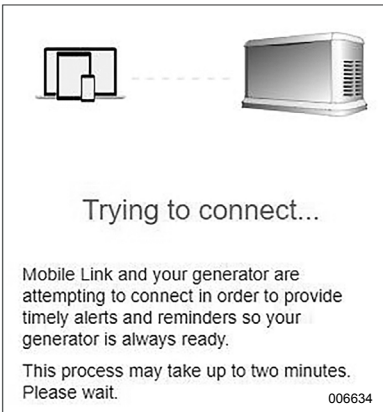 Trying to connect...
Mobile Link and your generator are
attempting to connect in order to provide
timely alerts and reminders so your
generator is always ready.
This process may take up to two minutes.
Please wait.
006634